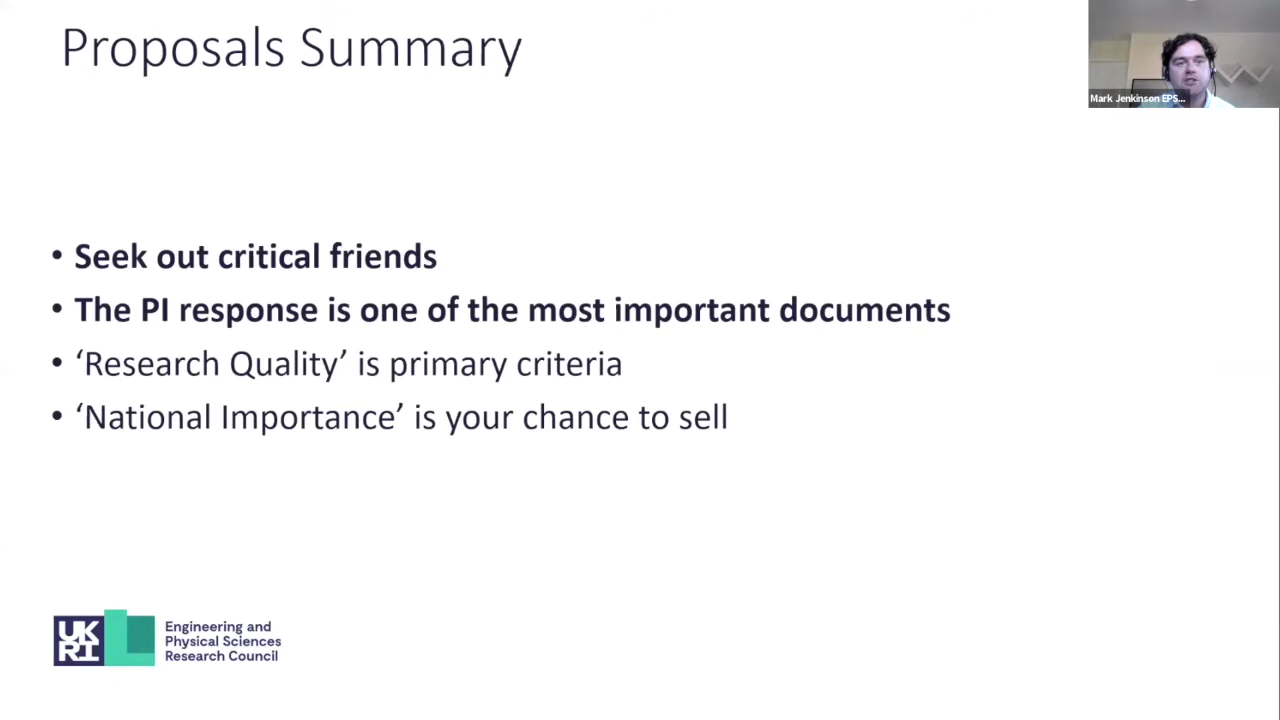 Proposals Summary
Mark Jenkinson EPS...
• Seek out critical friends
• The PI response is one of the most important documents
• ‘Research Quality’ is primary criteria
• ‘National Importance’ is your chance to sell
UK
RI
Engineering and
Physical Sciences
Research Council